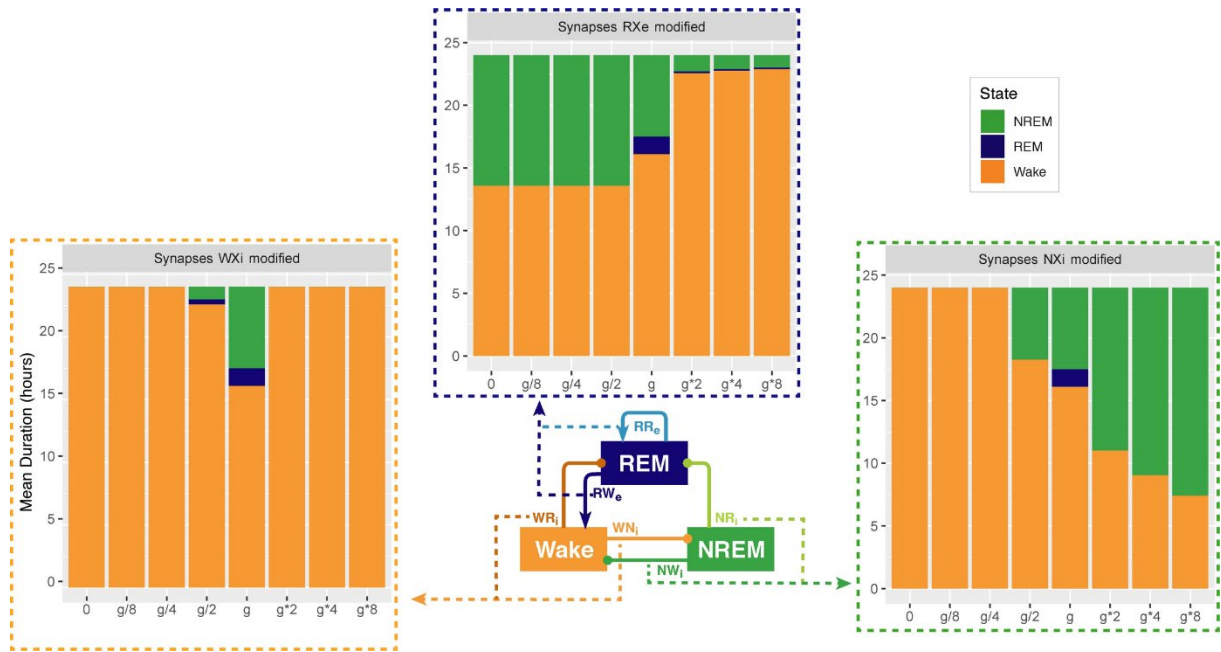 Synapses RXe modified
25
20
15
10
5
0
0 g/8 g/4 g/2 g g*2 g*4 g*8
State
NREM
REM
Wake
Synapses WXi modified
Mean Duration (hours)
25
20
15
10
5
0
0 g/8 g/4 g/2 g g*2 g*4 g*8
Synapses NXi modified
25
20
15
10
5
0
0 g/8 g/4 g/2 g g*2 g*4 g*8
RRe
REM
RWe
WRi
WNi
NRi
Wake
NREM
NWi